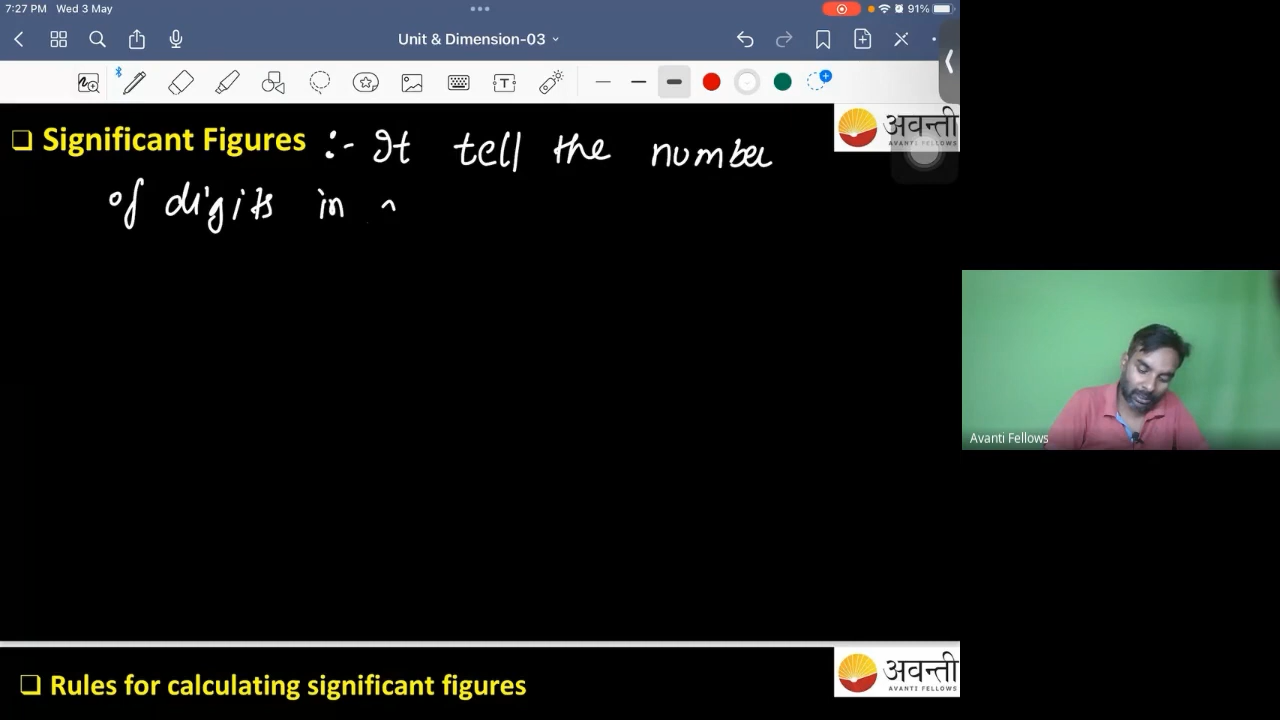 7:27 PM Wed 3 May
91%
Unit & Dimension-03
Significant Figures :- It tell the number
of digits in
अवन्ती
AVANTI FELLOWS
Avanti Fellows
Rules for calculating significant figures
अवन्ती
AVANTI FELLOWS